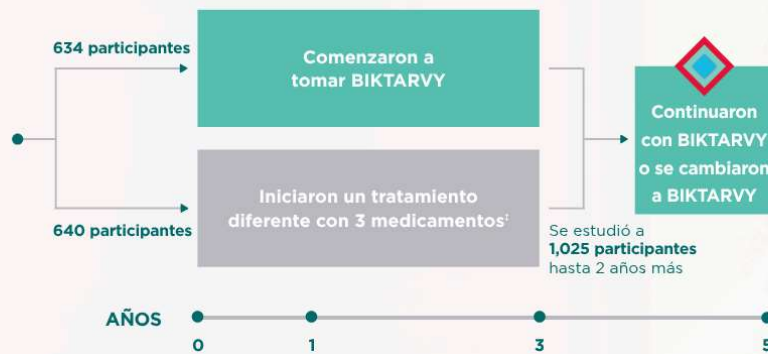 634 participantes
Comenzaron a
tomar BIKTARVY
Iniciaron un tratamiento
diferente con 3 medicamentos‡
640 participantes
Continuaron
con BIKTARVY
o se cambiaron
a BIKTARVY
Se estudió a
1,025 participantes
hasta 2 años más
AÑOS
0 1 3 5